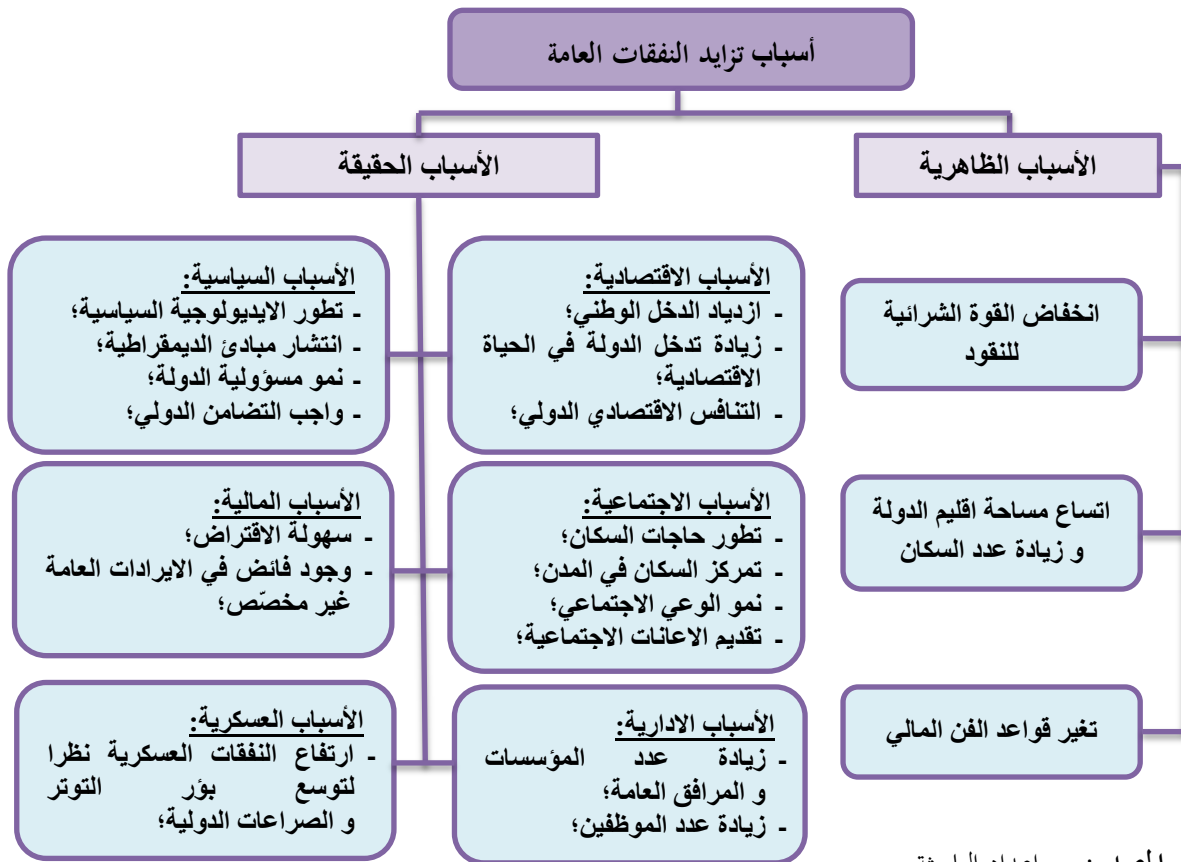 أسباب تزايد النفقات العامة
الأسباب الظاهرية
الأسباب الحقيقة
انخفاض القوة الشرائية
للنقود
اتساع مساحة اقليم الدولة
و زيادة عدد السكان
تغير قواعد الفن المالي
الأسباب الاقتصادية:
- ازدياد الدخل الوطني؛
- زيادة تدخل الدولة في الحياة
الاقتصادية؛
- التنافس الاقتصادي الدولي؛
الأسباب السياسية:
- تطور الايديولوجية السياسية؛
- انتشار مبادئ الديمقراطية؛
- نمو مسؤولية الدولة؛
- واجب التضامن الدولي؛
الأسباب الاجتماعية:
- تطور حاجات السكان؛
- تمركز السكان في المدن؛
- نمو الوعي الاجتماعي؛
- تقديم الاعانات الاجتماعية؛
الأسباب المالية:
- سهولة الاقتراض؛
- وجود فائض في الايرادات العامة
غير مخصّص؛
الأسباب الادارية:
- زيادة عدد المؤسسات
و المرافق العامة؛
- زيادة عدد الموظفين؛
الأسباب العسكرية:
- ارتفاع النفقات العسكرية نظرا
لتوسع بؤر التوتر
و الصراعات الدولية؛